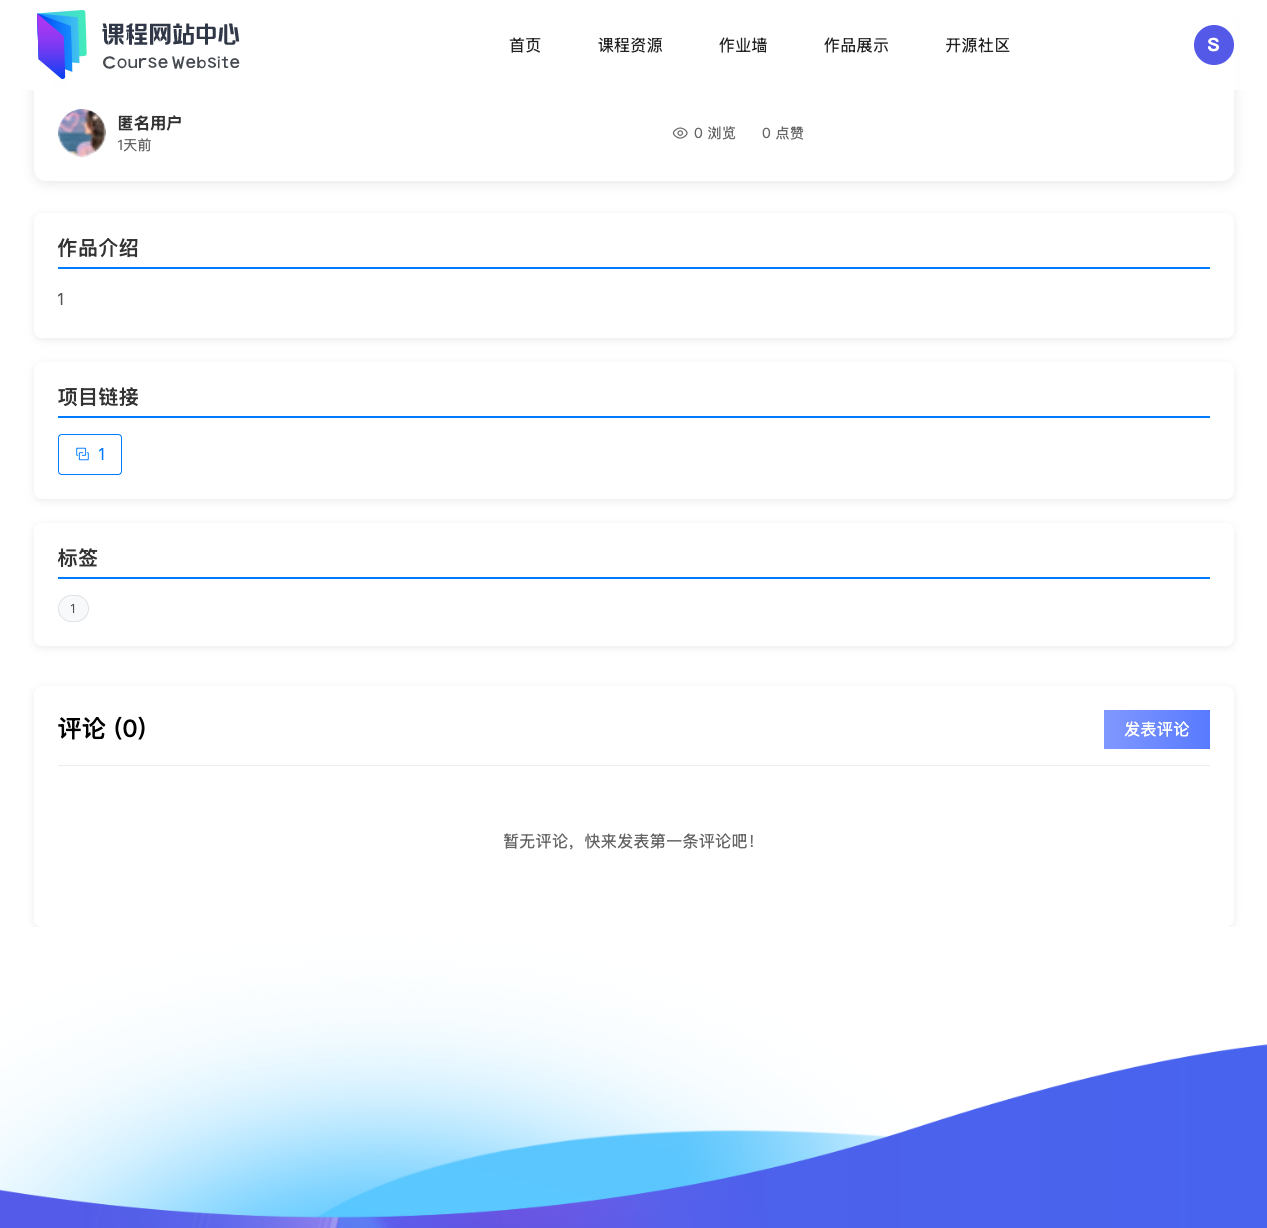 课程网站中心
Course Website
首页 课程资源 作业墙 作品展示 开源社区
S
匿名用户
1天前
0 浏览 0 点赞
作品介绍
1
项目链接
1
标签
1
评论 (0)
发表评论
暂无评论，快来发表第一条评论吧！